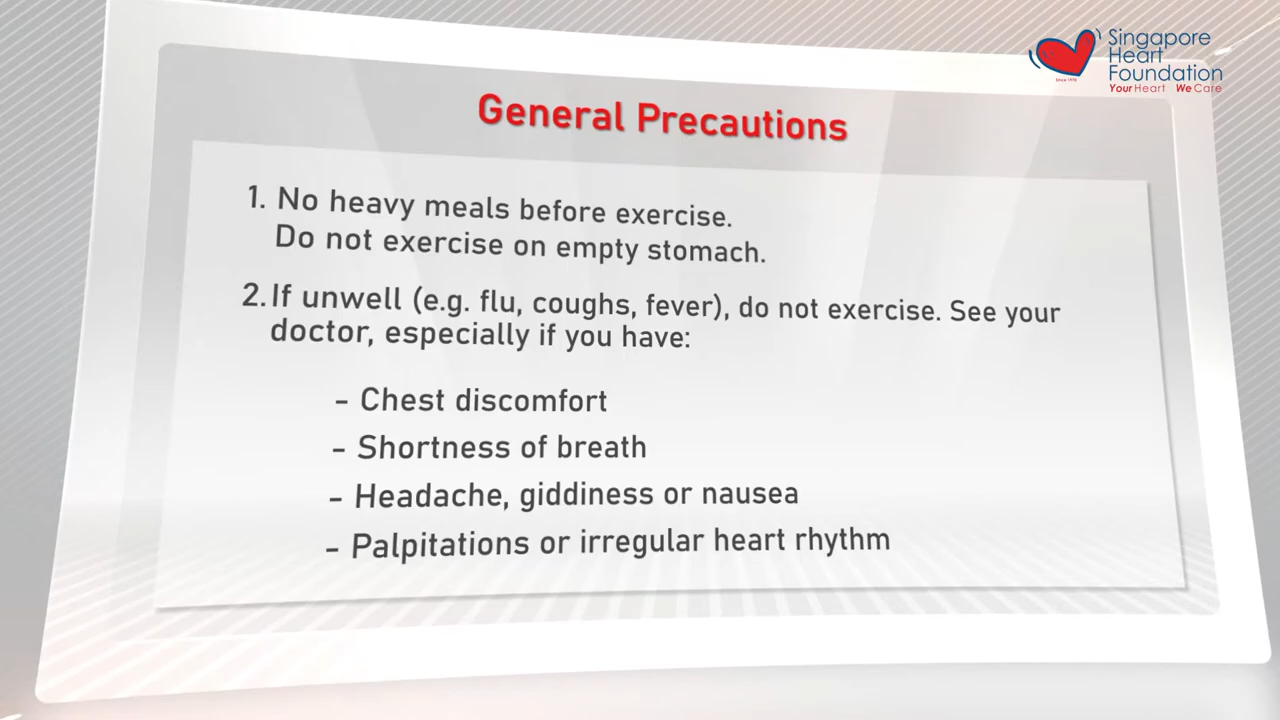 Singapore
Heart
Foundation
Since 1970
Your Heart We Care
General Precautions
1. No heavy meals before exercise.
Do not exercise on empty stomach.
2. If unwell (e.g. flu, coughs, fever), do not exercise. See your
doctor, especially if you have:
- Chest discomfort
- Shortness of breath
- Headache, giddiness or nausea
- Palpitations or irregular heart rhythm